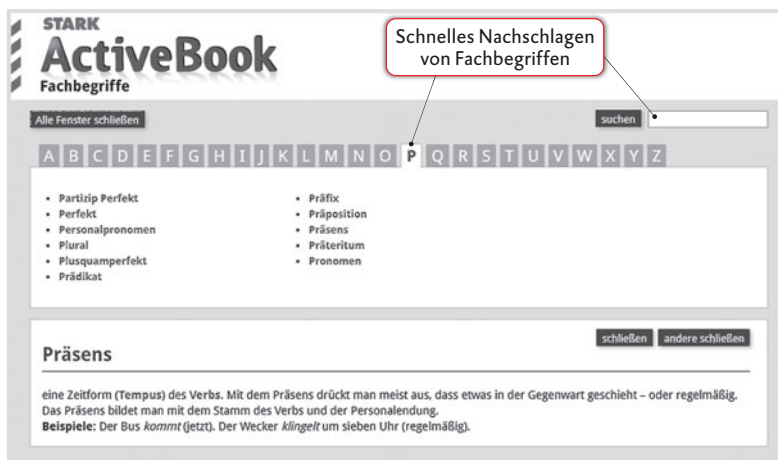 STARK
ActiveBook
Fachbegriffe
Schnelles Nachschlagen
von Fachbegriffen
Alle Fenster schließen
suchen
A B C D E F G H I J K L M N O P Q R S T U V W X Y Z
• Partizip Perfekt
• Perfekt
• Personalpronomen
• Plural
• Plusquamperfekt
• Prädikat
• Präfix
• Präposition
• Präsens
• Präteritum
• Pronomen
schließen
andere schließen
Präsens
eine Zeitform (Tempus) des Verbs. Mit dem Präsens drückt man meist aus, dass etwas in der Gegenwart geschieht – oder regelmäßig.
Das Präsens bildet man mit dem Stamm des Verbs und der Personalendung.
Beispiele: Der Bus kommt (jetzt). Der Wecker klingelt um sieben Uhr (regelmäßig).